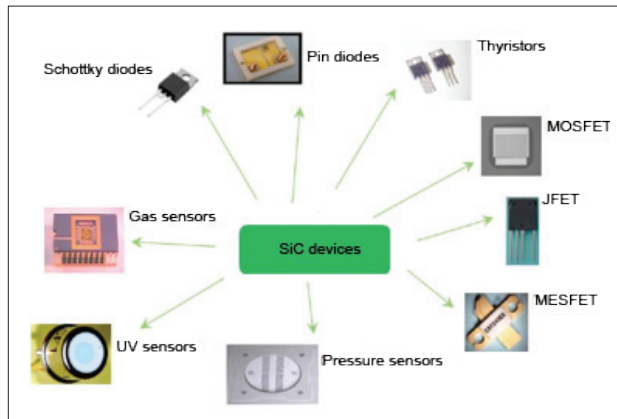 Schottky diodes
Pin diodes
Thyristors
MOSFET
JFET
MESFET
Pressure sensors
UV sensors
Gas sensors
SiC devices